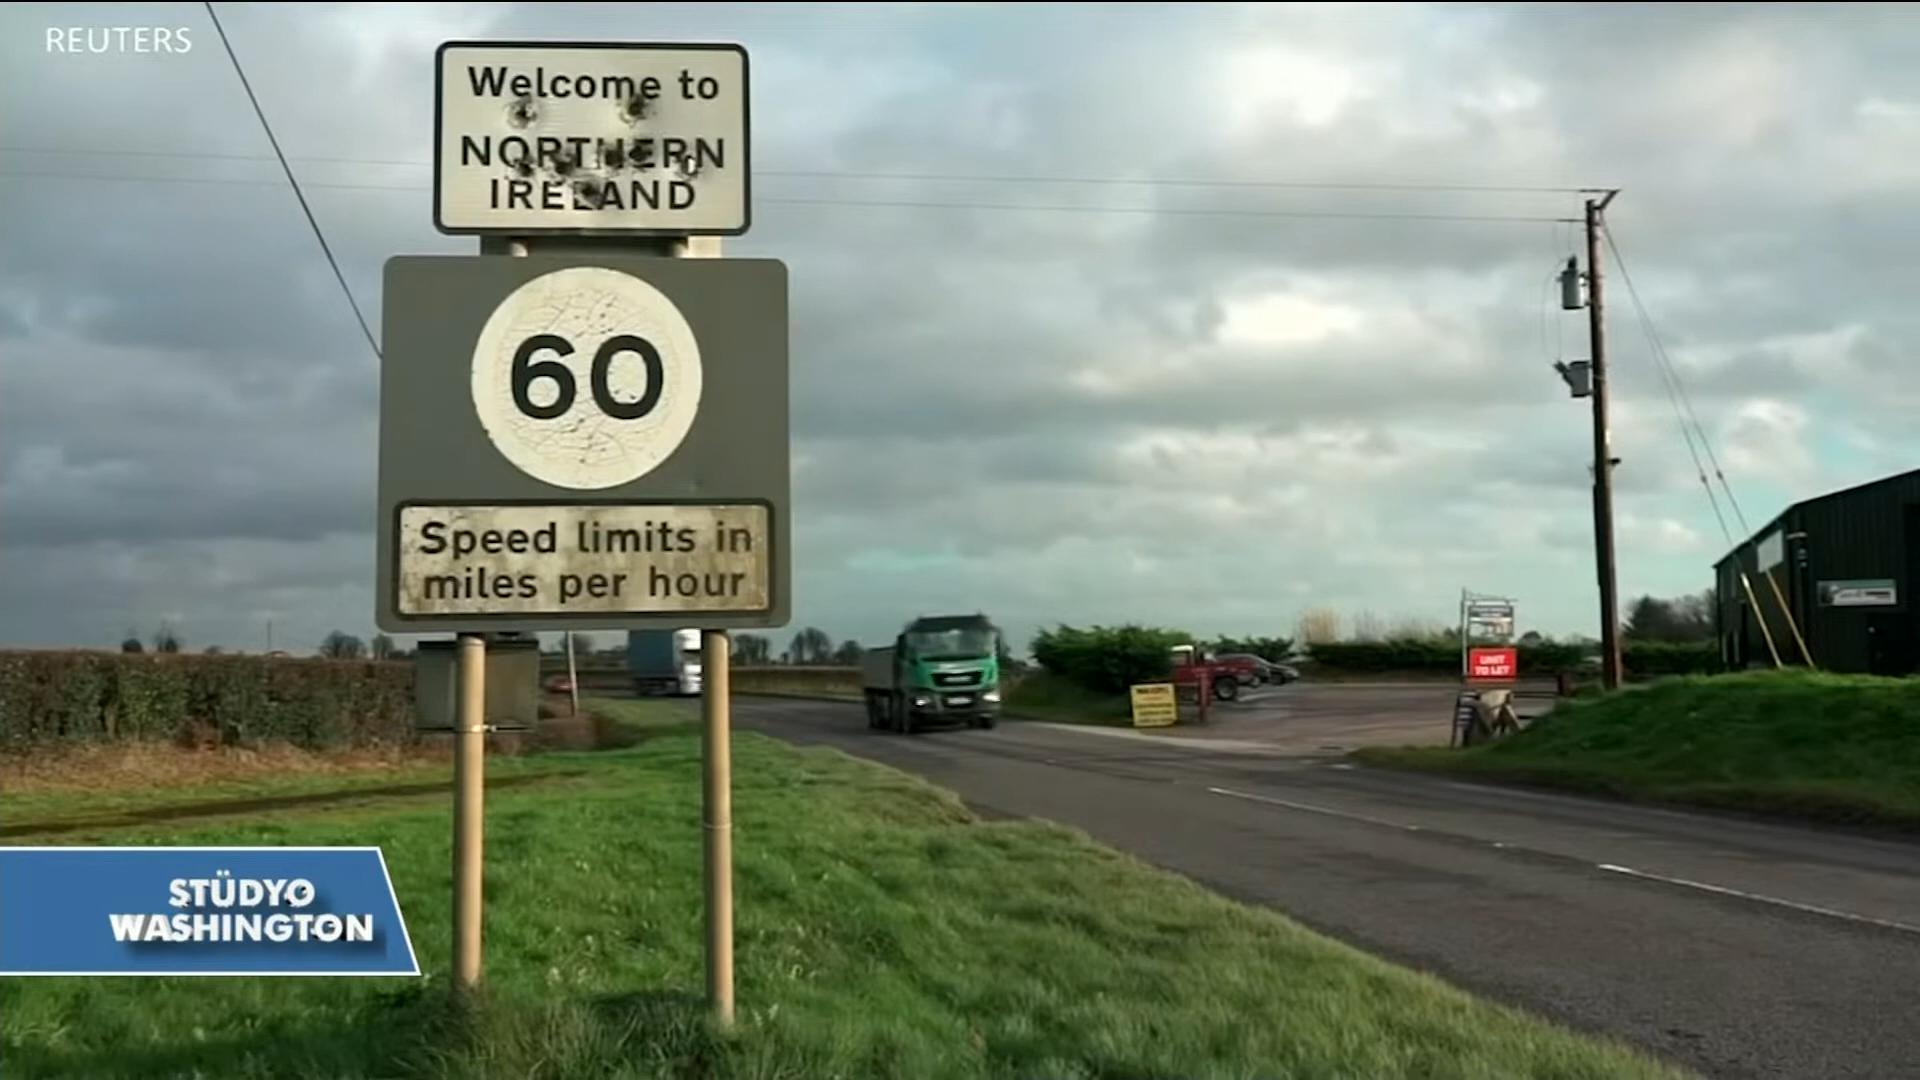 REUTERS
Welcome to
NORTHERN
IRELAND
60
Speed limits in
miles per hour
UNIT
TO LET
STÜDYO
WASHINGTON